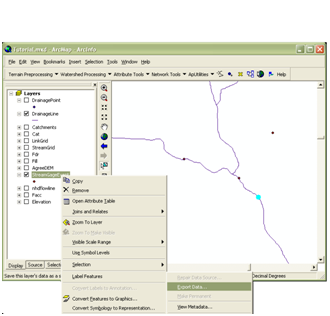 Tutorial.mxd - ArcMap - ArcInfo
File Edit View Bookmarks Insert Selection Tools Window Help
Terrain Preprocessing Watershed Processing Attribute Tools Network Tools ApUtilities Help
Layers
DrainagePoint
DrainageLine
Catchments
Cat
LinkGrid
StreamGrid
Fdr
Fill
AgreeDEM
nhdflowline
Facc
Elevation
Copy
Remove
Open Attribute Table
Joins and Relates
Zoom To Layer
Zoom To Make Visible
Visible Scale Range
Use Symbol Levels
Selection
Label Features
Convert Labels to Annotation...
Convert Features to Graphics...
Convert Symbology to Representation...
Repair Data Source...
Export Data...
Make Permanent
View Metadata...
Display Source Selec
Save this layer's data as a s
Decimal Degrees